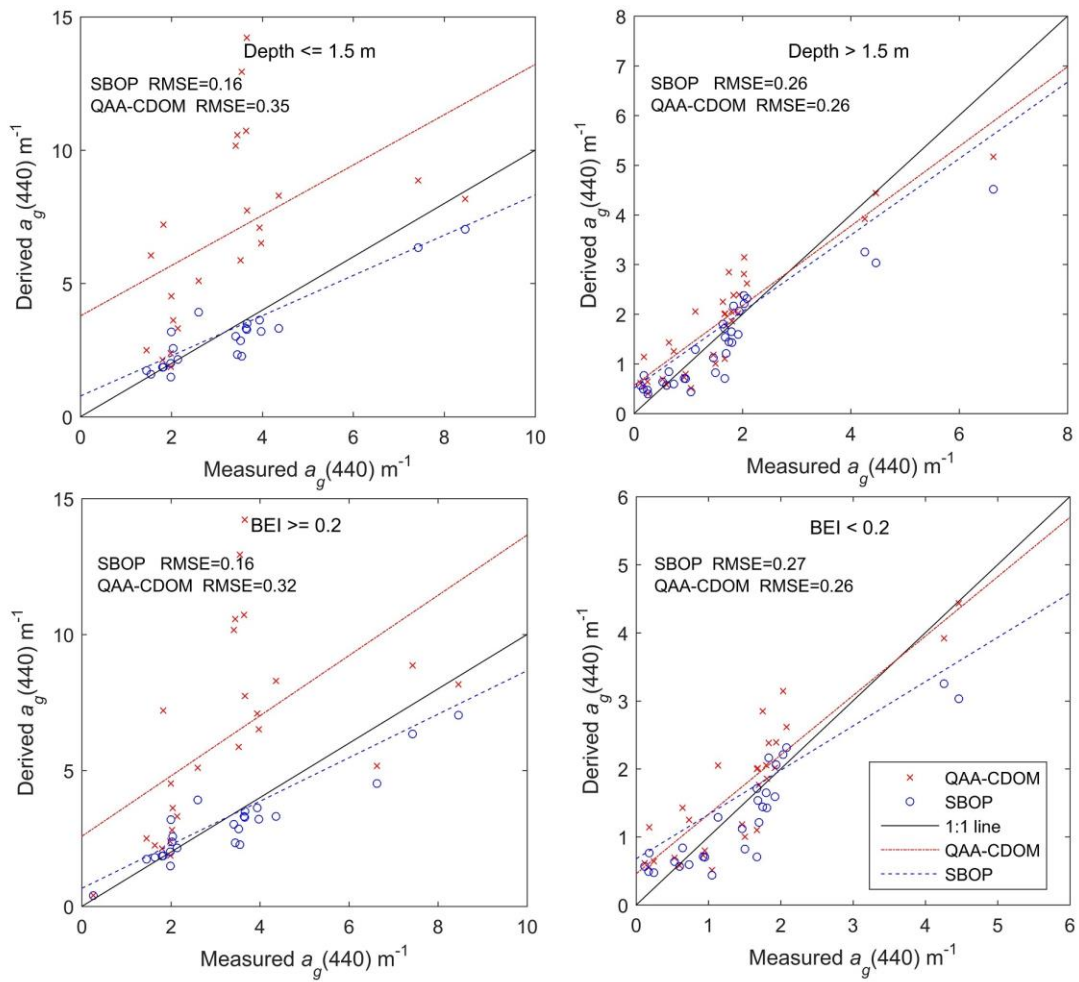 Depth <= 1.5 m
SBOP RMSE=0.16
QAA-CDOM RMSE=0.35
15
10
5
0
0 2 4 6 8 10
Derived a_g(440) m⁻¹
Measured a_g(440) m⁻¹
Depth > 1.5 m
SBOP RMSE=0.26
QAA-CDOM RMSE=0.26
8
7
6
5
4
3
2
1
0
0 2 4 6 8
Derived a_g(440) m⁻¹
Measured a_g(440) m⁻¹
BEI >= 0.2
SBOP RMSE=0.16
QAA-CDOM RMSE=0.32
15
10
5
0
0 2 4 6 8 10
Derived a_g(440) m⁻¹
Measured a_g(440) m⁻¹
BEI < 0.2
SBOP RMSE=0.27
QAA-CDOM RMSE=0.26
6
5
4
3
2
1
0
0 1 2 3 4 5 6
Derived a_g(440) m⁻¹
Measured a_g(440) m⁻¹
QAA-CDOM
SBOP
1:1 line
QAA-CDOM
SBOP